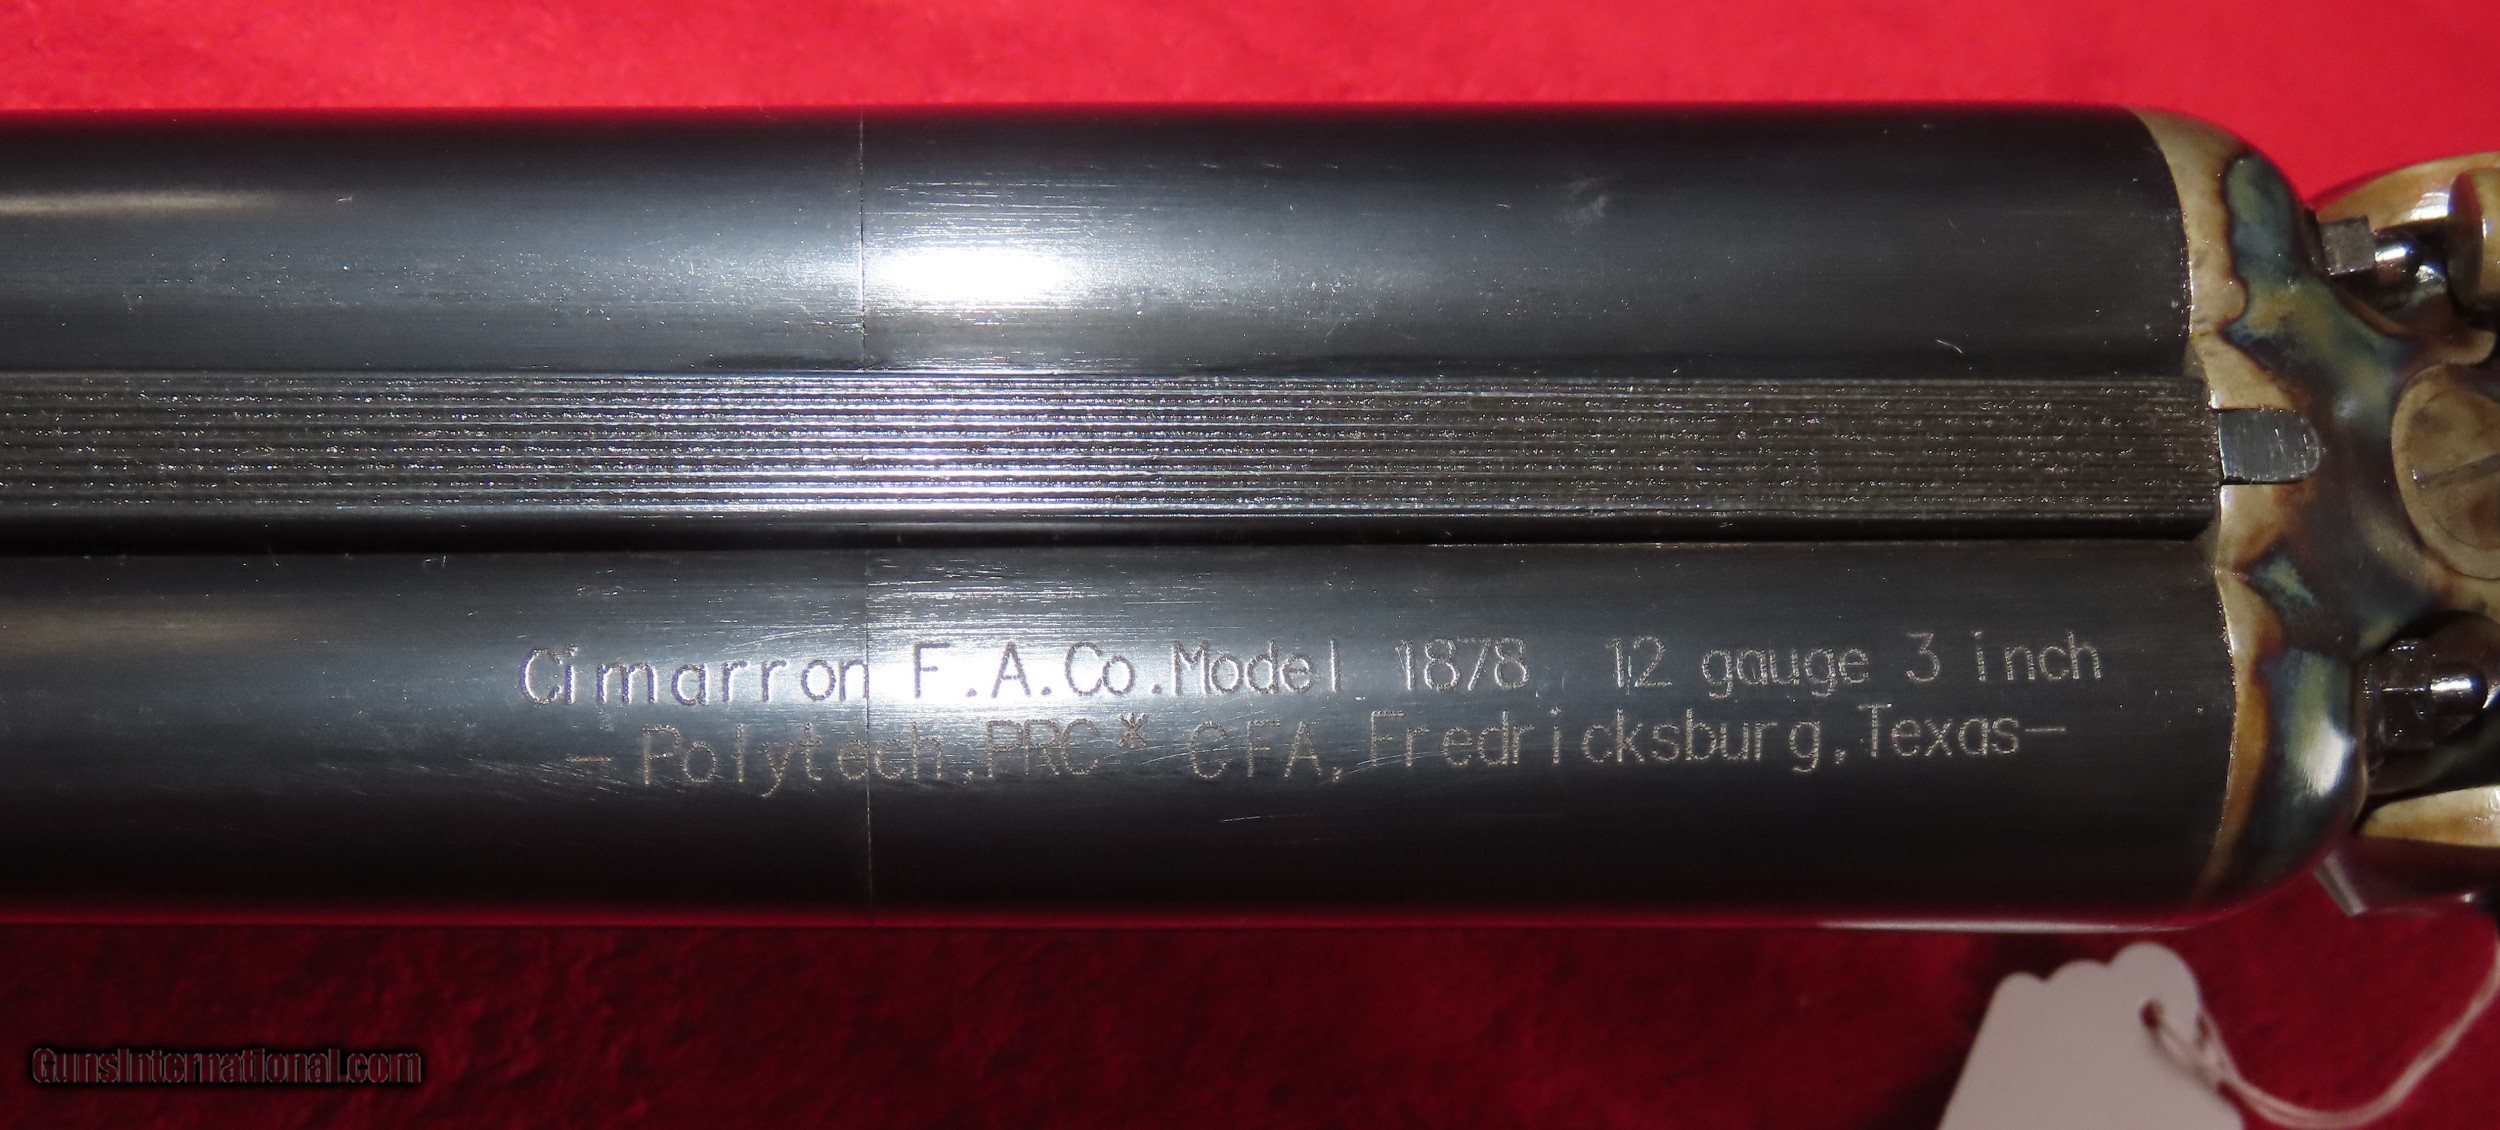 Cimarron F.A.Co.Model 1878 12 gauge 3 inch
-Polytech,PRC* CFA,Fredricksburg,Texas-
GunsInternational.com